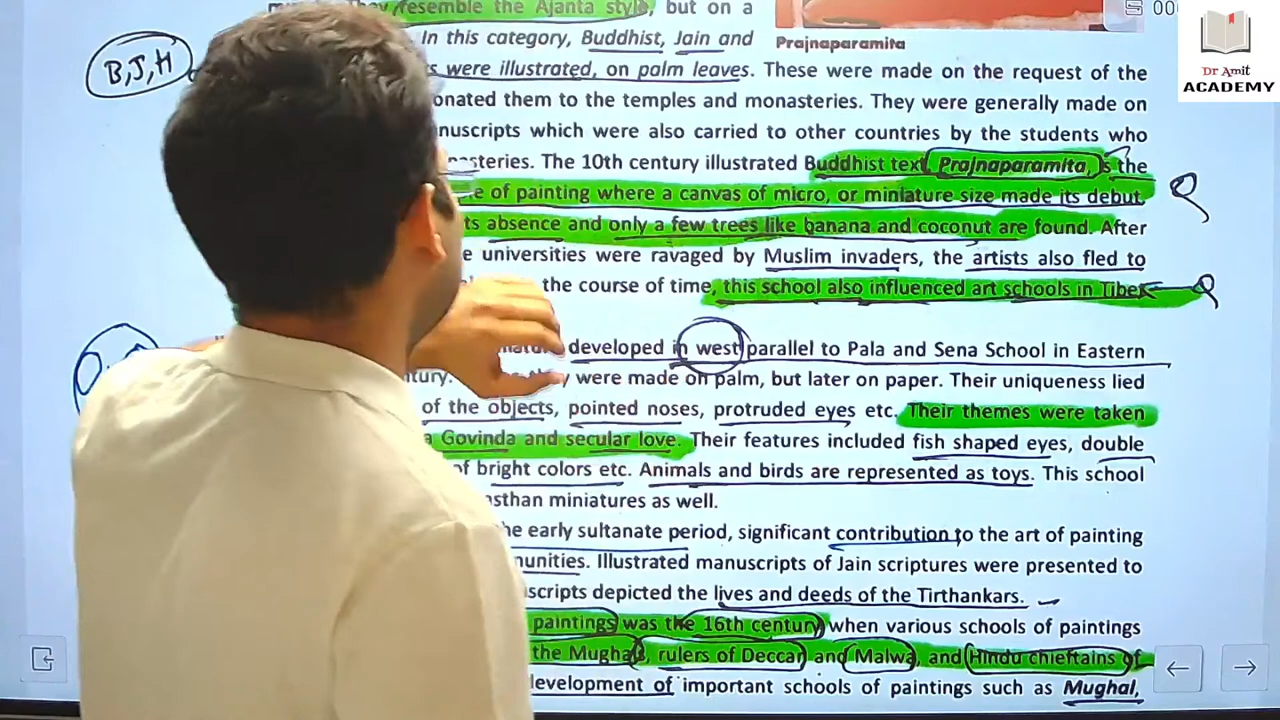 resemble the Ajanta style, but on a
00
In this category, Buddhist, Jain and Prajnaparamita
B, J, H
were illustrated, on palm leaves. These were made on the request of the
Dr Amit
ACADEMY
onated them to the temples and monasteries. They were generally made on
nuscripts which were also carried to other countries by the students who
nasteries. The 10th century illustrated Buddhist text, Prajnaparamita, is the
e of painting where a canvas of micro, or miniature size made its debut.
ts absence and only a few trees like banana and coconut are found. After
e universities were ravaged by Muslim invaders, the artists also fled to
the course of time, this school also influenced art schools in Tibet
developed in west parallel to Pala and Sena School in Eastern
tury. were made on palm, but later on paper. Their uniqueness lied
of the objects, pointed noses, protruded eyes etc. Their themes were taken
a Govinda and secular love. Their features included fish shaped eyes, double
of bright colors etc. Animals and birds are represented as toys. This school
sthan miniatures as well.
he early sultanate period, significant contribution to the art of painting
unities. Illustrated manuscripts of Jain scriptures were presented to
scripts depicted the lives and deeds of the Tirthankars.
paintings was the 16th century when various schools of paintings
the Mughals, rulers of Deccan and Malwa, and Hindu chieftains of
evelopment of important schools of paintings such as Mughal,